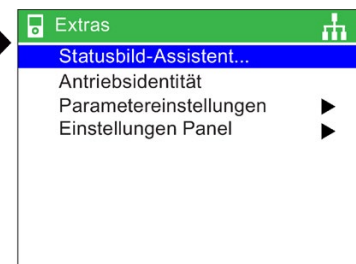 Extras
Statusbild-Assistent...
Antriebsidentität
Parametereinstellungen
Einstellungen Panel